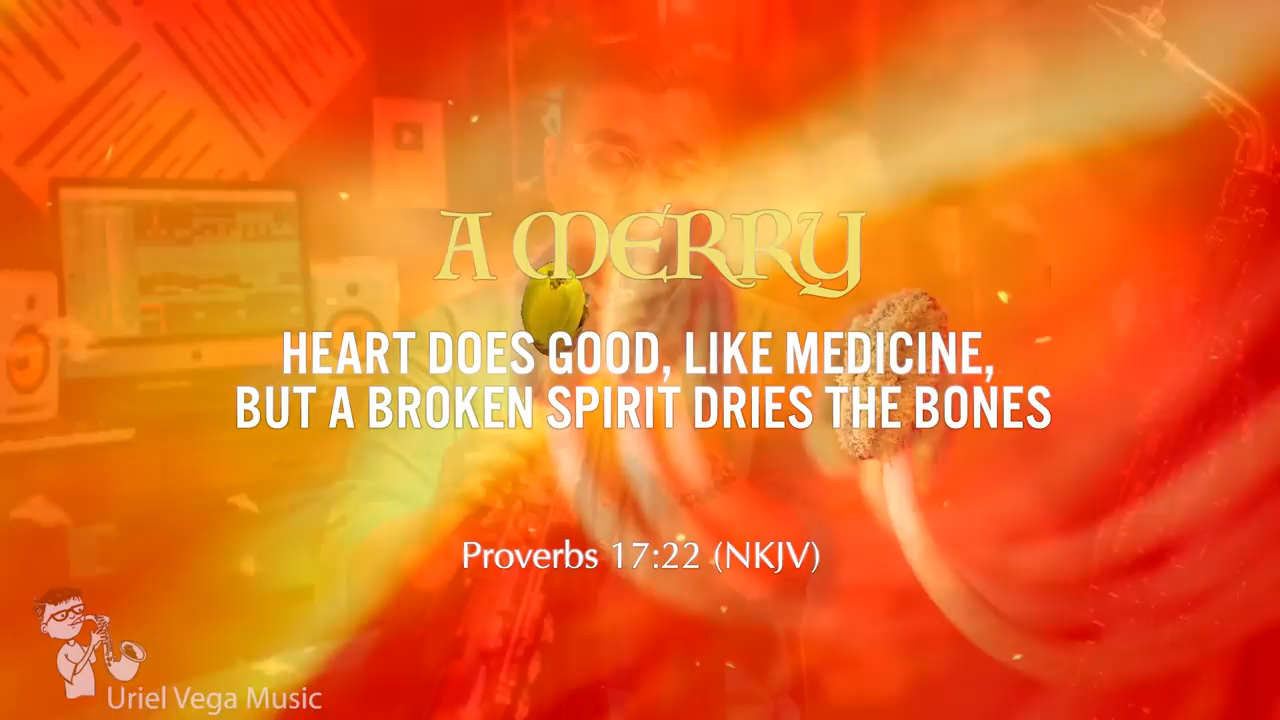 A MERRY
HEART DOES GOOD, LIKE MEDICINE,
BUT A BROKEN SPIRIT DRIES THE BONES
Proverbs 17:22 (NKJV)
Uriel Vega Music